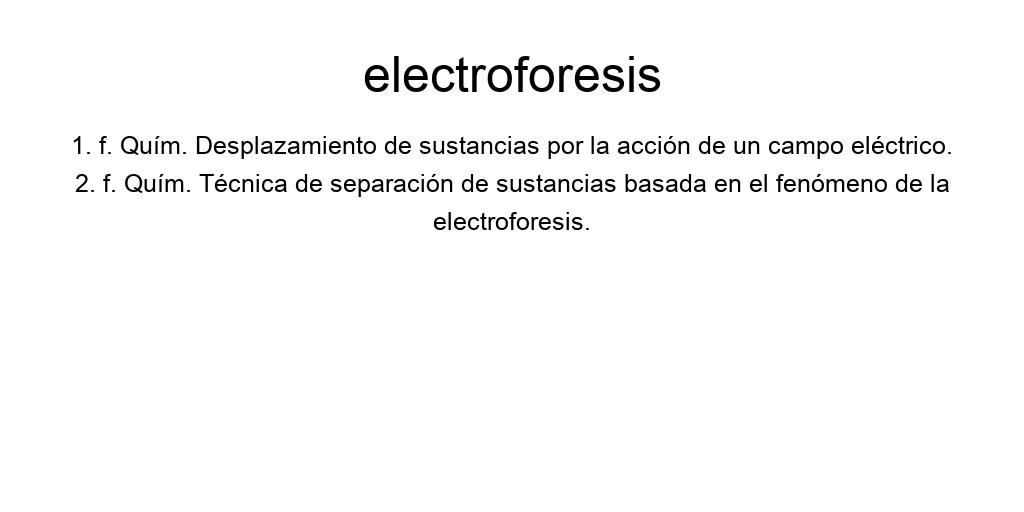 electroforesis
1. f. Quím. Desplazamiento de sustancias por la acción de un campo eléctrico.
2. f. Quím. Técnica de separación de sustancias basada en el fenómeno de la
electroforesis.